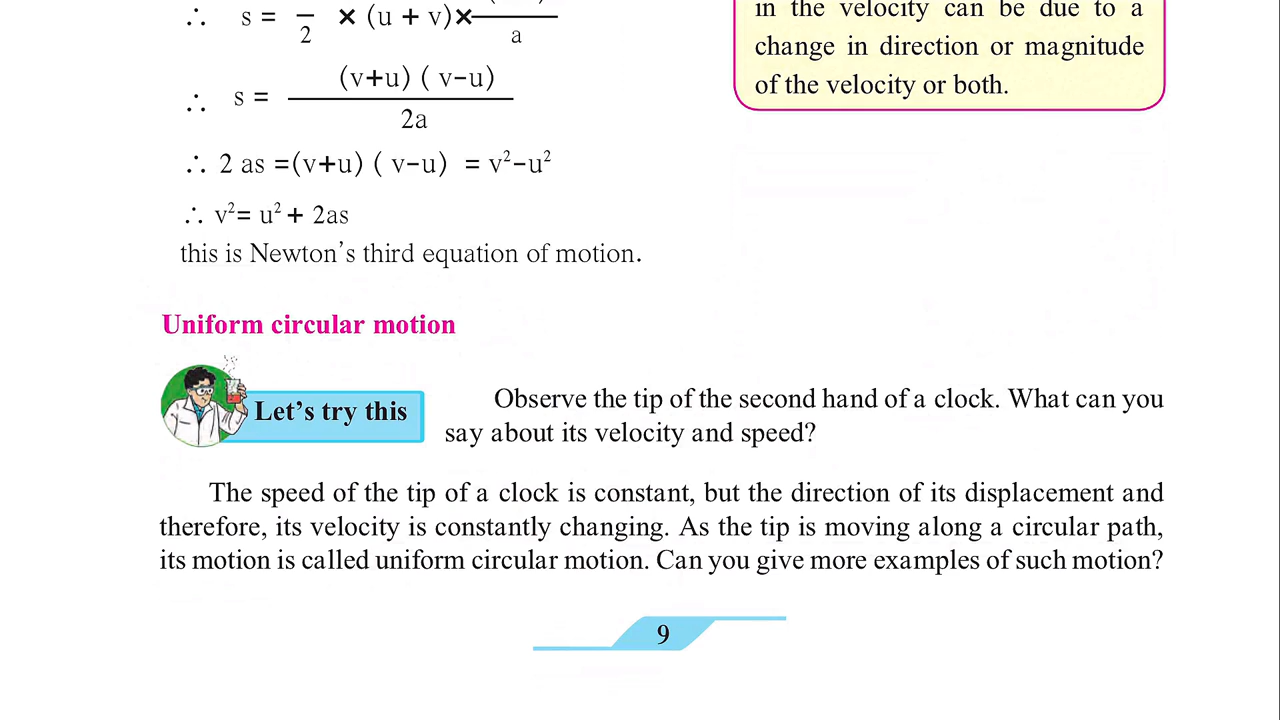 ∴ s = — × (u + v)× a
2
∴ s = (v+u) ( v-u)
2a
∴ 2 as =(v+u) ( v-u) = v²-u²
∴ v²= u² + 2as
this is Newton's third equation of motion.
in the velocity can be due to a
change in direction or magnitude
of the velocity or both.
Uniform circular motion
Let's try this
Observe the tip of the second hand of a clock. What can you
say about its velocity and speed?
The speed of the tip of a clock is constant, but the direction of its displacement and
therefore, its velocity is constantly changing. As the tip is moving along a circular path,
its motion is called uniform circular motion. Can you give more examples of such motion?
9